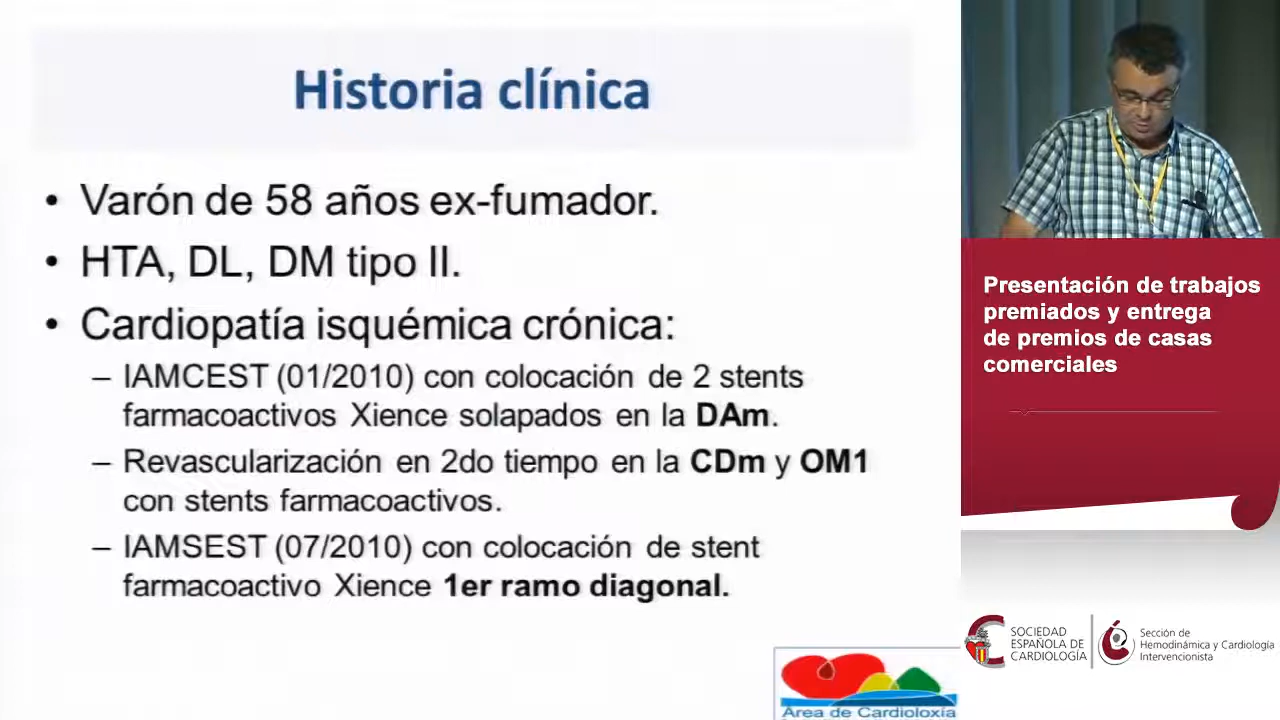 Historia clínica
• Varón de 58 años ex-fumador.
• HTA, DL, DM tipo II.
• Cardiopatía isquémica crónica:
– IAMCEST (01/2010) con colocación de 2 stents
farmacoactivos Xience solapados en la DAm.
– Revascularización en 2do tiempo en la CDm y OM1
con stents farmacoactivos.
– IAMSEST (07/2010) con colocación de stent
farmacoactivo Xience 1er ramo diagonal.
Área de Cardioloxía
Presentación de trabajos
premiados y entrega
de premios de casas
comerciales
SOCIEDAD
ESPAÑOLA DE
CARDIOLOGÍA
Sección de
Hemodinámica y Cardiología
Intervencionista